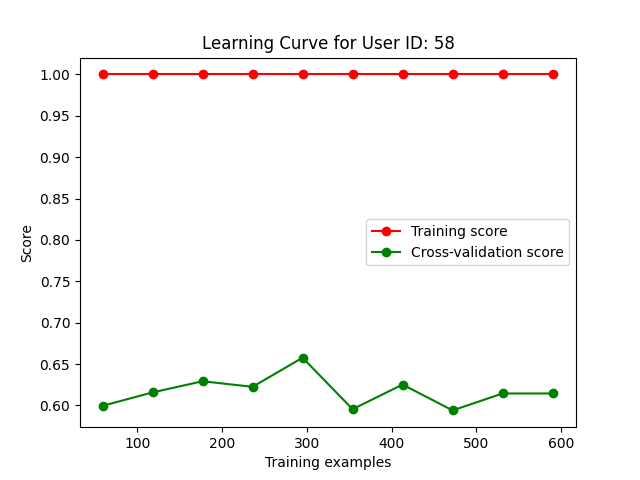 Learning Curve for User ID: 58
1.00
0.95
0.90
0.85
0.80
0.75
0.70
0.65
0.60
Score
Training score
Cross-validation score
100 200 300 400 500 600
Training examples